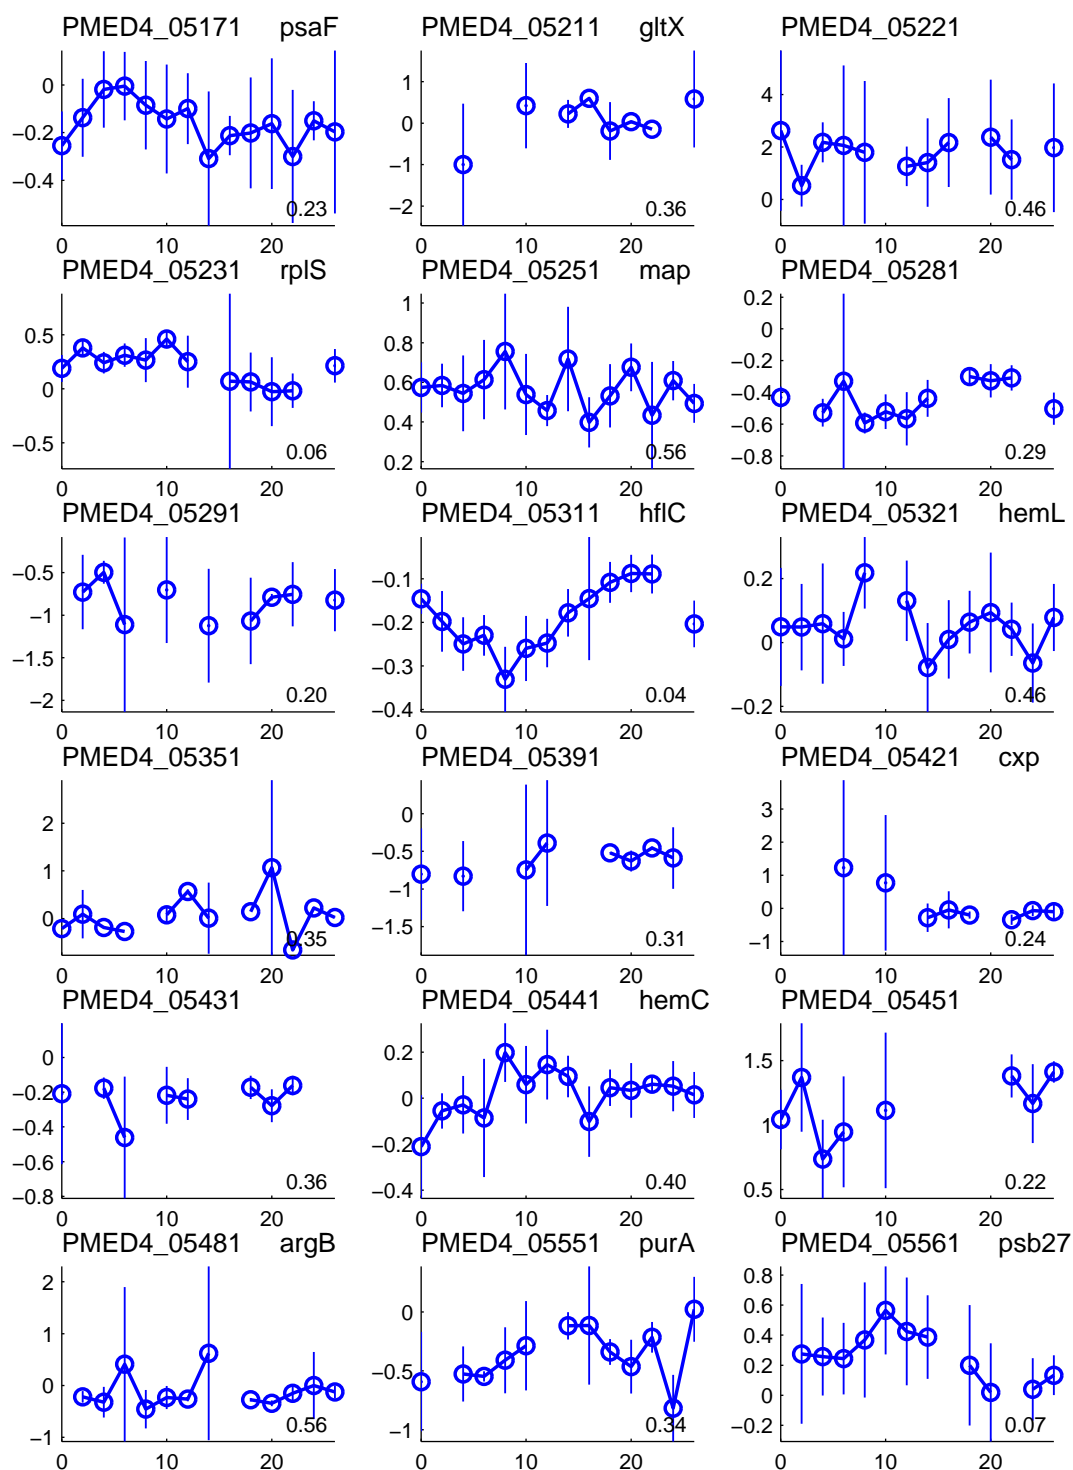 PMED4_05171 psaF
PMED4_05211 gltX
PMED4_05221
0
−0.2
−0.4
0.23
0 10 20
1
0
−1
−2
0.36
0 10 20
4
2
0
0.46
0 10 20
PMED4_05231 rplS
PMED4_05251 map
PMED4_05281
0.5
0
−0.5
0.06
0 10 20
1
0.8
0.6
0.4
0.2
0.56
0 10 20
0.2
0
−0.2
−0.4
−0.6
−0.8
0.29
0 10 20
PMED4_05291
PMED4_05311 hflC
PMED4_05321 hemL
−0.5
−1
−1.5
−2
0.20
0 10 20
−0.1
−0.2
−0.3
−0.4
0.04
0 10 20
0.2
0
−0.2
0.46
0 10 20
PMED4_05351
PMED4_05391
PMED4_05421 cxp
2
1
0
0.35
0 10 20
0
−0.5
−1
−1.5
0.31
0 10 20
3
2
1
0
−1
0.24
0 10 20
PMED4_05431
PMED4_05441 hemC
PMED4_05451
0
−0.2
−0.4
−0.6
−0.8
0.36
0 10 20
0.2
0
−0.2
−0.4
0.40
0 10 20
1.5
1
0.5
0.22
0 10 20
PMED4_05481 argB
PMED4_05551 purA
PMED4_05561 psb27
2
1
0
−1
0.56
0 10 20
0
−0.5
−1
0.34
0 10 20
0.8
0.6
0.4
0.2
0
−0.2
0.07
0 10 20